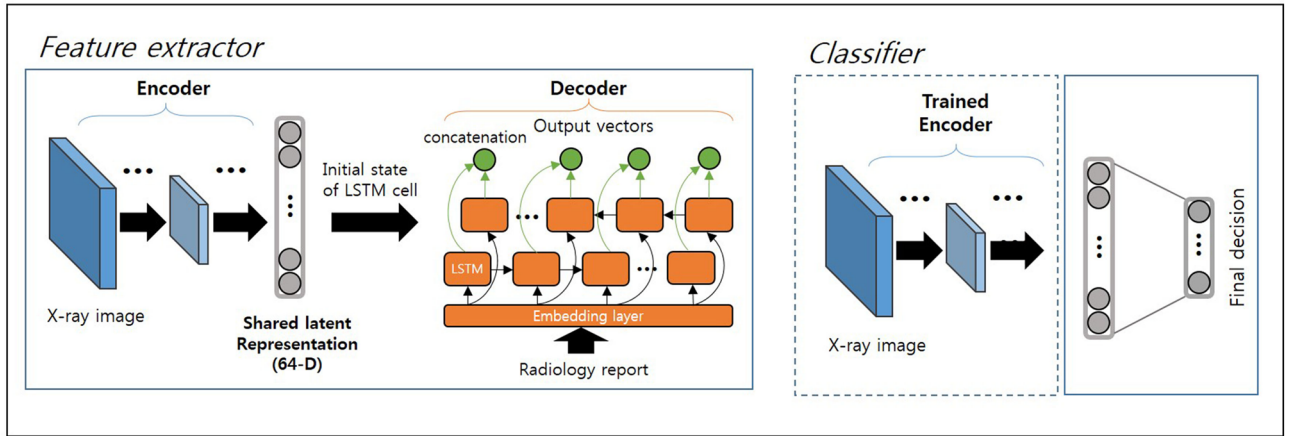 Feature extractor
Encoder
X-ray image
Shared latent
Representation
(64-D)
Initial state
of LSTM cell
Decoder
Output vectors
concatenation
LSTM
Embedding layer
Radiology report
Classifier
Trained
Encoder
X-ray image
Final decision